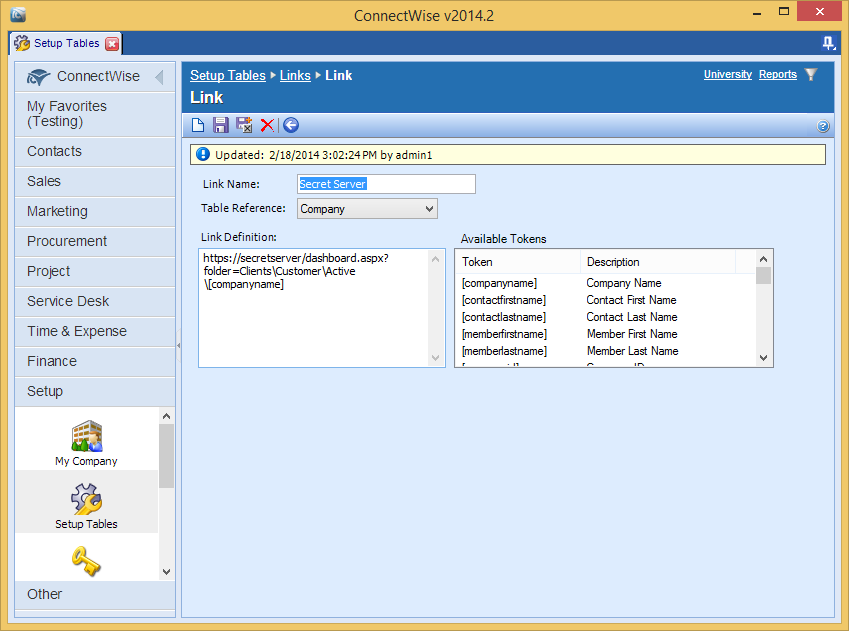 ConnectWise v2014.2
Setup Tables
ConnectWise
My Favorites
(Testing)
Contacts
Sales
Marketing
Procurement
Project
Service Desk
Time & Expense
Finance
Setup
My Company
Setup Tables
Other
Setup Tables Links Link
University Reports
Link
Updated: 2/18/2014 3:02:24 PM by admin1
Link Name: Secret Server
Table Reference: Company
Link Definition:
https://secretserver/dashboard.aspx?
folder=Clients\Customer\Active
\[companyname]
Available Tokens
Token Description
[companyname] Company Name
[contactfirstname] Contact First Name
[contactlastname] Contact Last Name
[memberfirstname] Member First Name
[memberlastname] Member Last Name